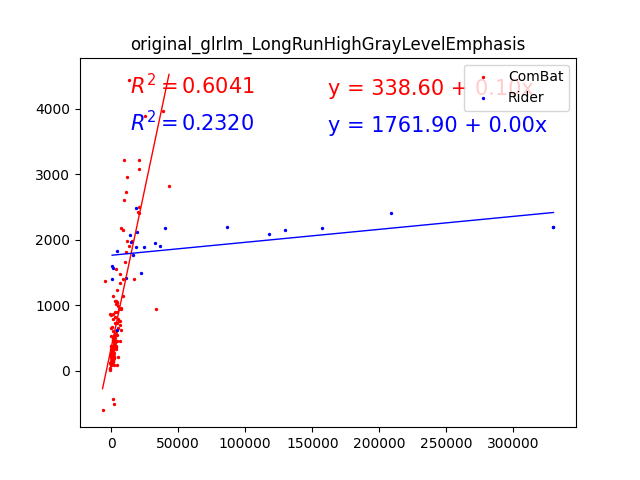 original_glrlm_LongRunHighGrayLevelEmphasis
R² = 0.6041 y = 338.60 + 0.10x
R² = 0.2320 y = 1761.90 + 0.00x
ComBat
Rider
4000
3000
2000
1000
0
0 50000 100000 150000 200000 250000 300000